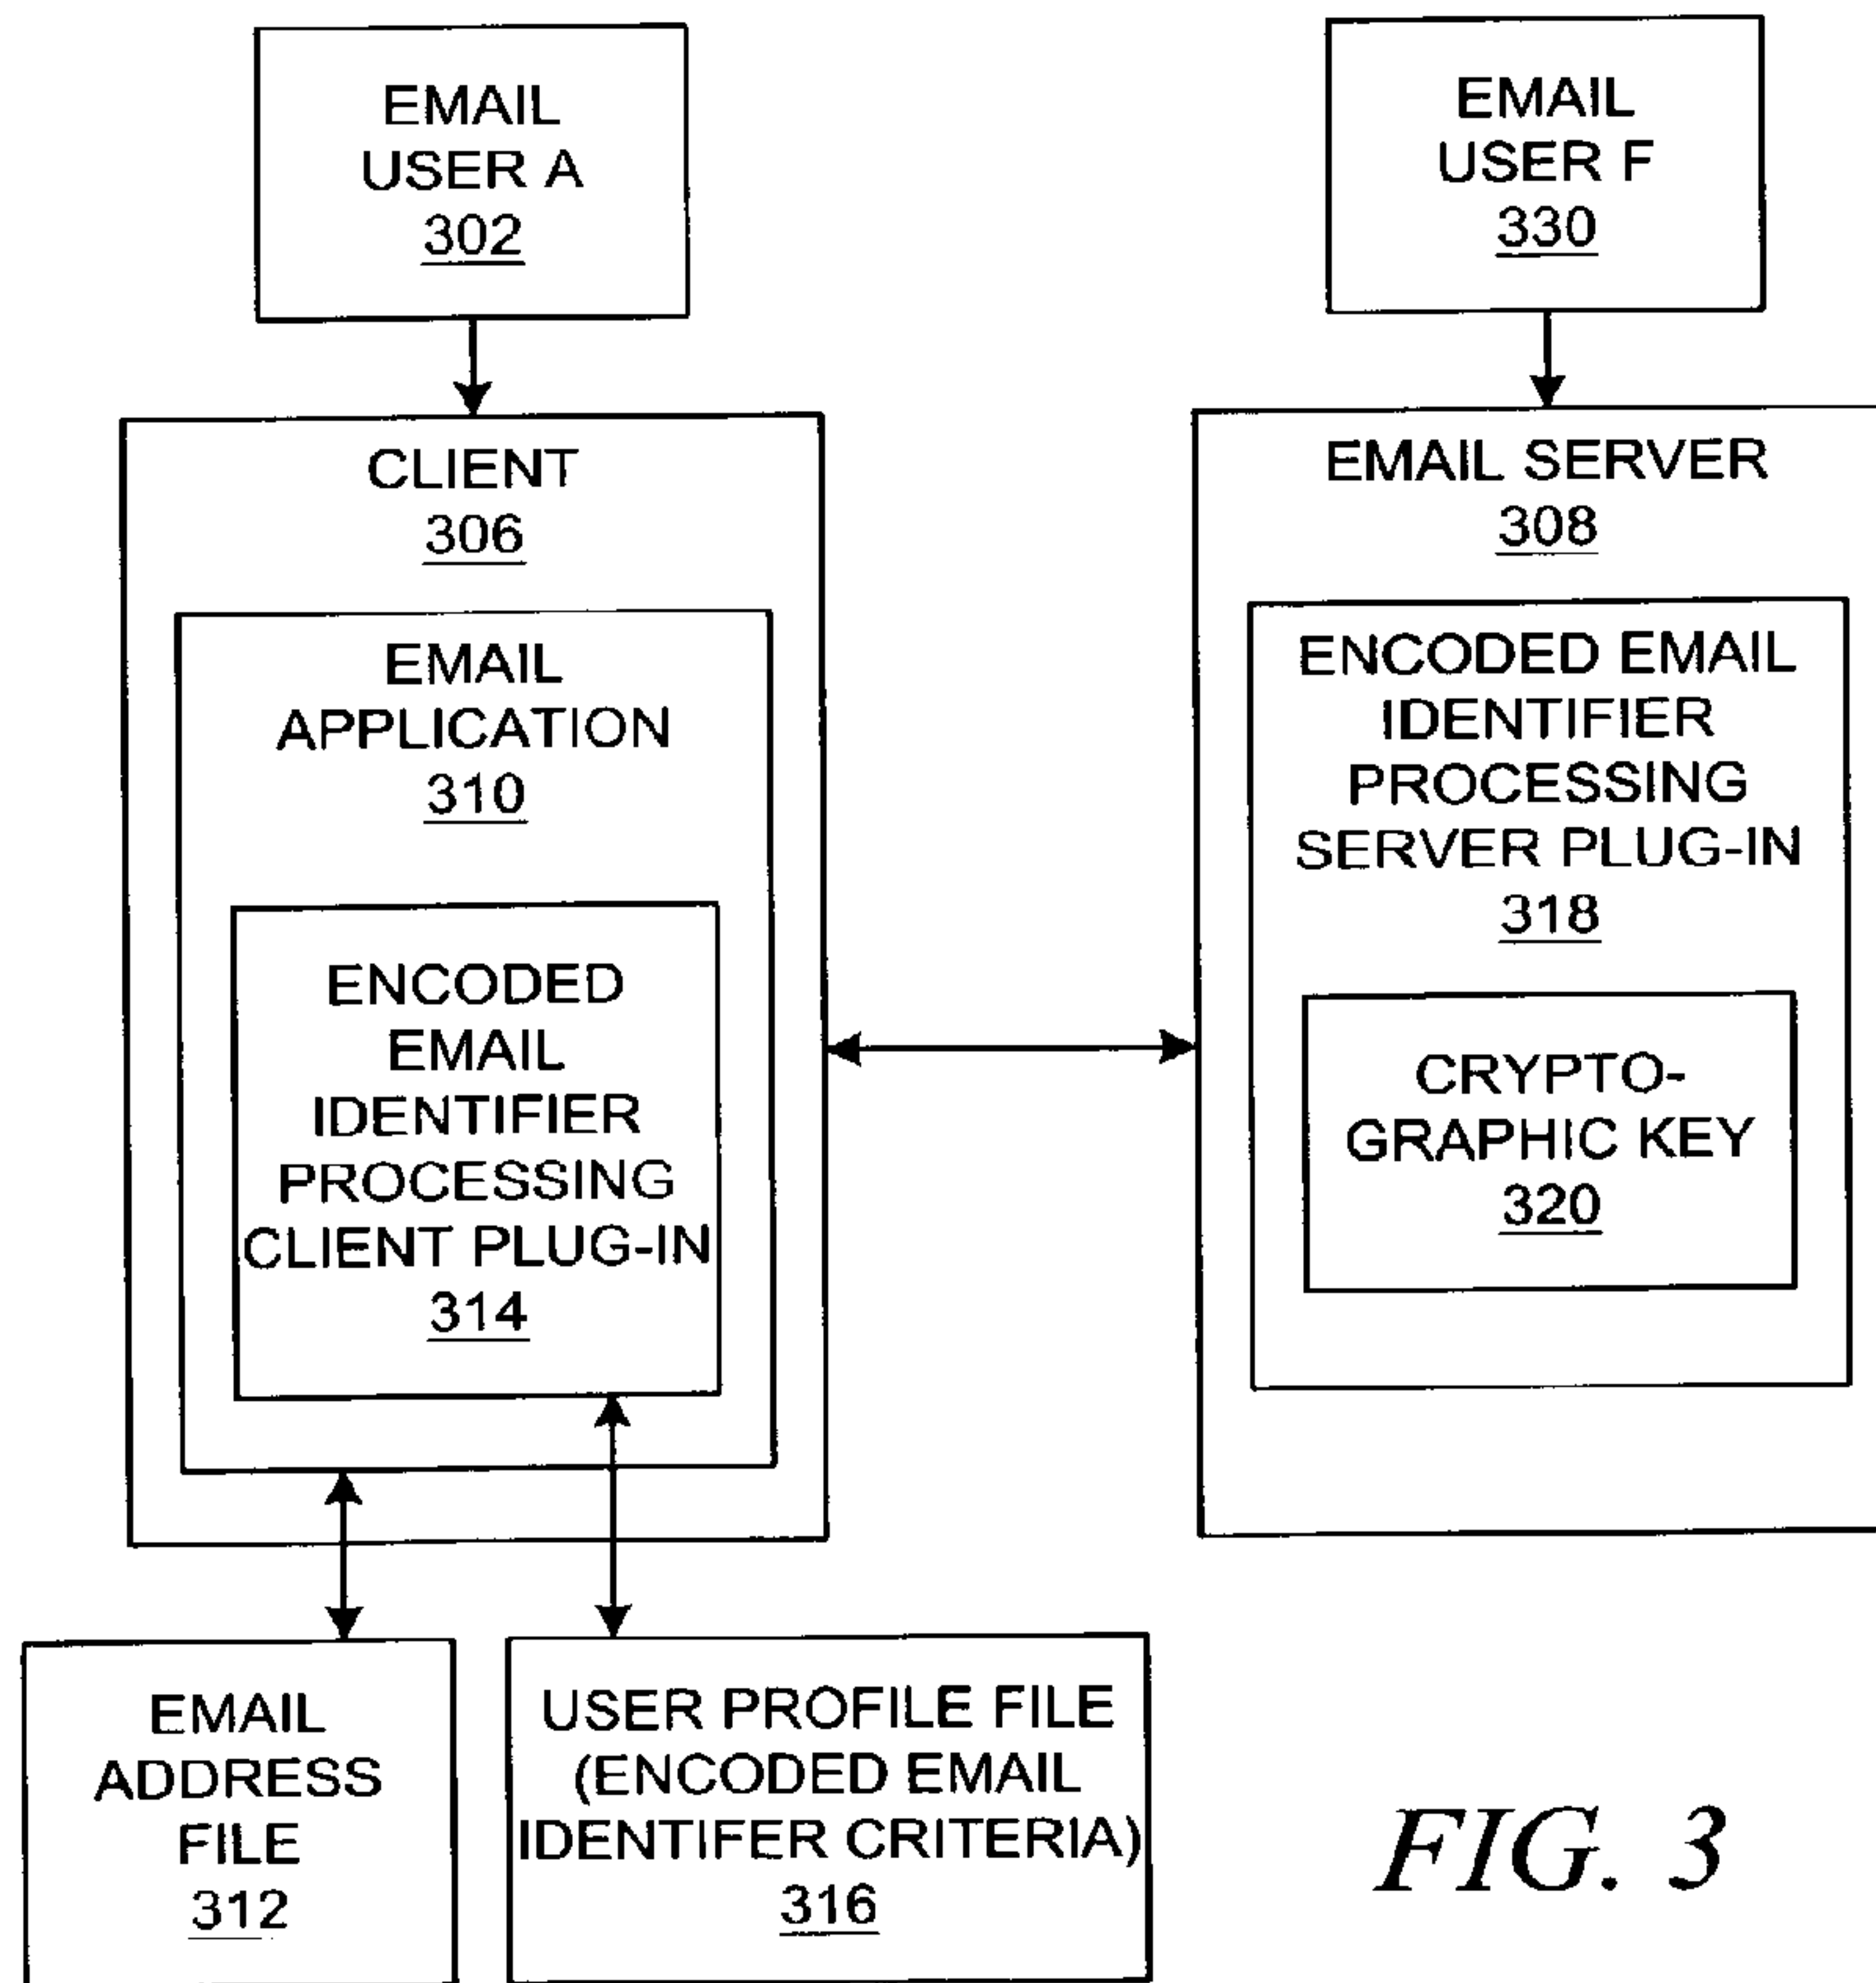 EMAIL
USER A
302
EMAIL
USER F
330
CLIENT
306
EMAIL
APPLICATION
310
ENCODED
EMAIL
IDENTIFIER
PROCESSING
CLIENT PLUG-IN
314
EMAIL SERVER
308
ENCODED EMAIL
IDENTIFIER
PROCESSING
SERVER PLUG-IN
318
CRYPTO-
GRAPHIC KEY
320
EMAIL
ADDRESS
FILE
312
USER PROFILE FILE
(ENCODED EMAIL
IDENTIFER CRITERIA)
316
FIG. 3